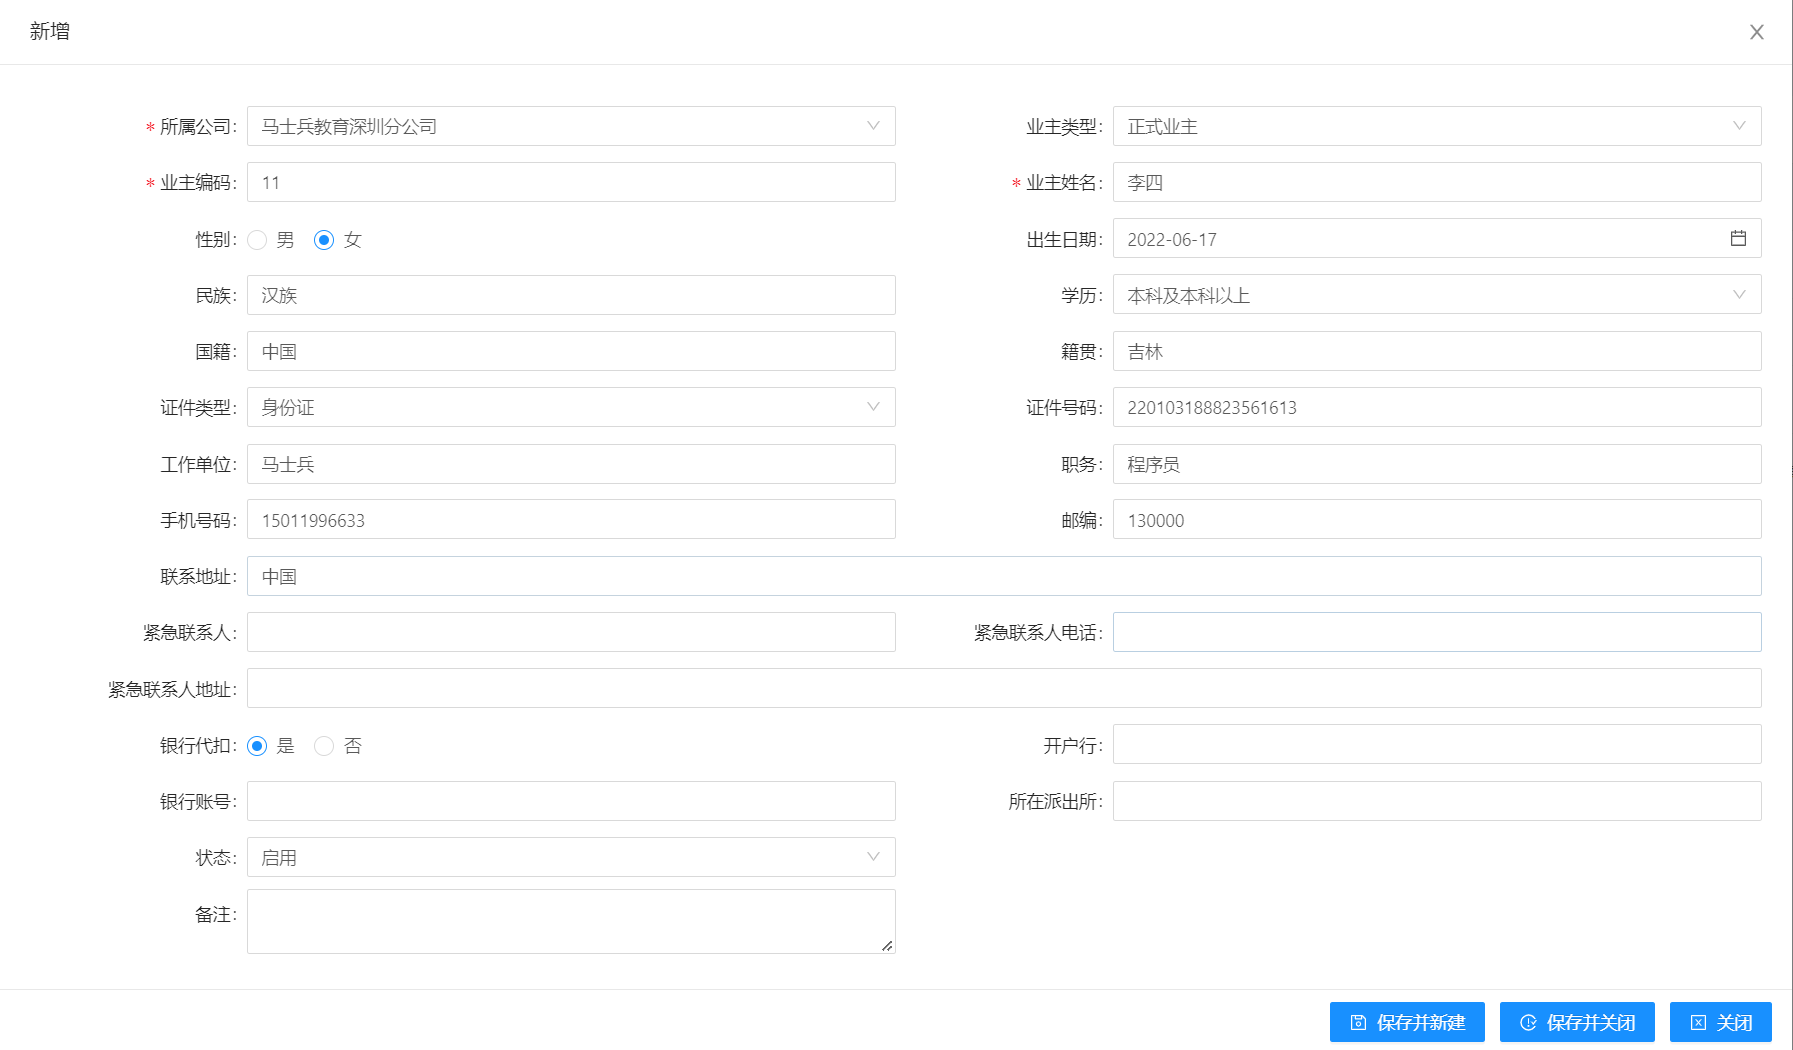 新增
* 所属公司: 马士兵教育深圳分公司 业主类型: 正式业主
* 业主编码: 11 * 业主姓名: 李四
性别: 男 女 出生日期: 2022-06-17
民族: 汉族 学历: 本科及本科以上
国籍: 中国 籍贯: 吉林
证件类型: 身份证 证件号码: 220103188823561613
工作单位: 马士兵 职务: 程序员
手机号码: 15011996633 邮编: 130000
联系地址: 中国
紧急联系人: 紧急联系人电话:
紧急联系人地址:
银行代扣: 是 否 开户行:
银行账号: 所在派出所:
状态: 启用
备注:
保存并新建 保存并关闭 关闭